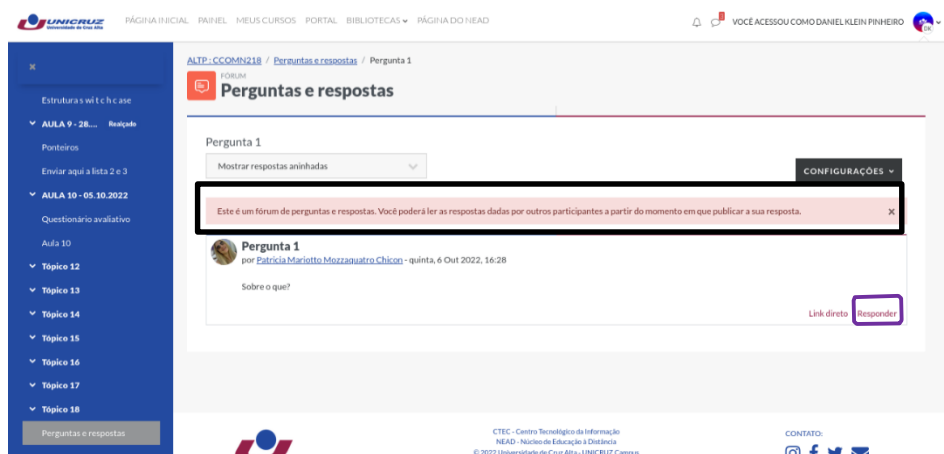 UNICRUZ
Universidade de Cruz Alta
PÁGINA INICIAL PAINEL MEUS CURSOS PORTAL BIBLIOTECAS PÁGINA DO NEAD
1
VOCÊ ACESSOU COMO DANIEL KLEIN PINHEIRO
DK
Estrutura s w i t c h c ase
AULA 9 - 28.... Realçado
Ponteiros
Enviar aqui a lista 2 e 3
AULA 10 - 05.10.2022
Questionário avaliativo
Aula 10
Tópico 12
Tópico 13
Tópico 14
Tópico 15
Tópico 16
Tópico 17
Tópico 18
Perguntas e respostas
ALTP : CCOMN218 / Perguntas e respostas / Pergunta 1
FÓRUM
Perguntas e respostas
Pergunta 1
Mostrar respostas aninhadas
CONFIGURAÇÕES
Este é um fórum de perguntas e respostas. Você poderá ler as respostas dadas por outros participantes a partir do momento em que publicar a sua resposta.
×
Pergunta 1
por Patricia Mariotto Mozzaquatro Chicon - quinta, 6 Out 2022, 16:28
Sobre o que?
Link direto Responder
CTEC - Centro Tecnológico da Informação
NEAD - Núcleo de Educação à Distância
© 2022 Universidade de Cruz Alta - UNICRUZ Campus
CONTATO: